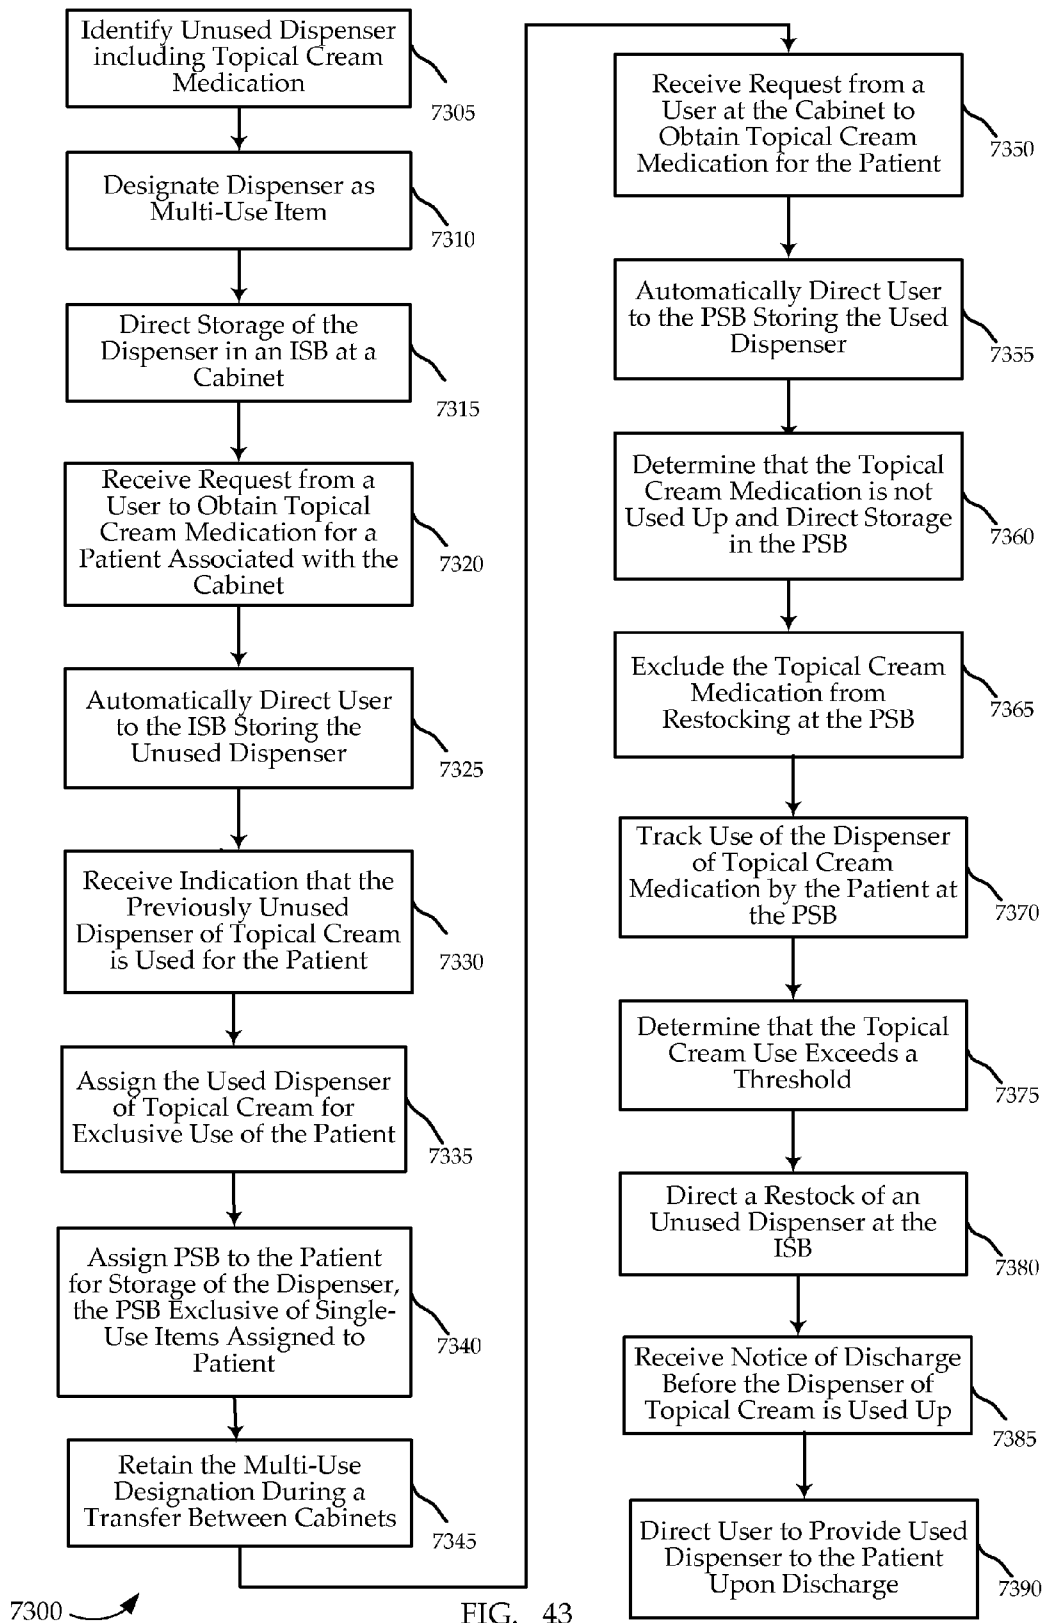 Identify Unused Dispenser
including Topical Cream
Medication
7305
Designate Dispenser as
Multi-Use Item
7310
Direct Storage of the
Dispenser in an ISB at a
Cabinet
7315
Receive Request from a
User to Obtain Topical
Cream Medication for a
Patient Associated with the
Cabinet
7320
Automatically Direct User
to the ISB Storing the
Unused Dispenser
7325
Receive Indication that the
Previously Unused
Dispenser of Topical Cream
is Used for the Patient
7330
Assign the Used Dispenser
of Topical Cream for
Exclusive Use of the Patient
7335
Assign PSB to the Patient
for Storage of the Dispenser,
the PSB Exclusive of Single-
Use Items Assigned to
Patient
7340
Retain the Multi-Use
Designation During a
Transfer Between Cabinets
7345
Receive Request from a
User at the Cabinet to
Obtain Topical Cream
Medication for the Patient
7350
Automatically Direct User
to the PSB Storing the Used
Dispenser
7355
Determine that the Topical
Cream Medication is not
Used Up and Direct Storage
in the PSB
7360
Exclude the Topical Cream
Medication from
Restocking at the PSB
7365
Track Use of the Dispenser
of Topical Cream
Medication by the Patient at
the PSB
7370
Determine that the Topical
Cream Use Exceeds a
Threshold
7375
Direct a Restock of an
Unused Dispenser at the
ISB
7380
Receive Notice of Discharge
Before the Dispenser of
Topical Cream is Used Up
7385
Direct User to Provide Used
Dispenser to the Patient
Upon Discharge
7390
7300
FIG. 43